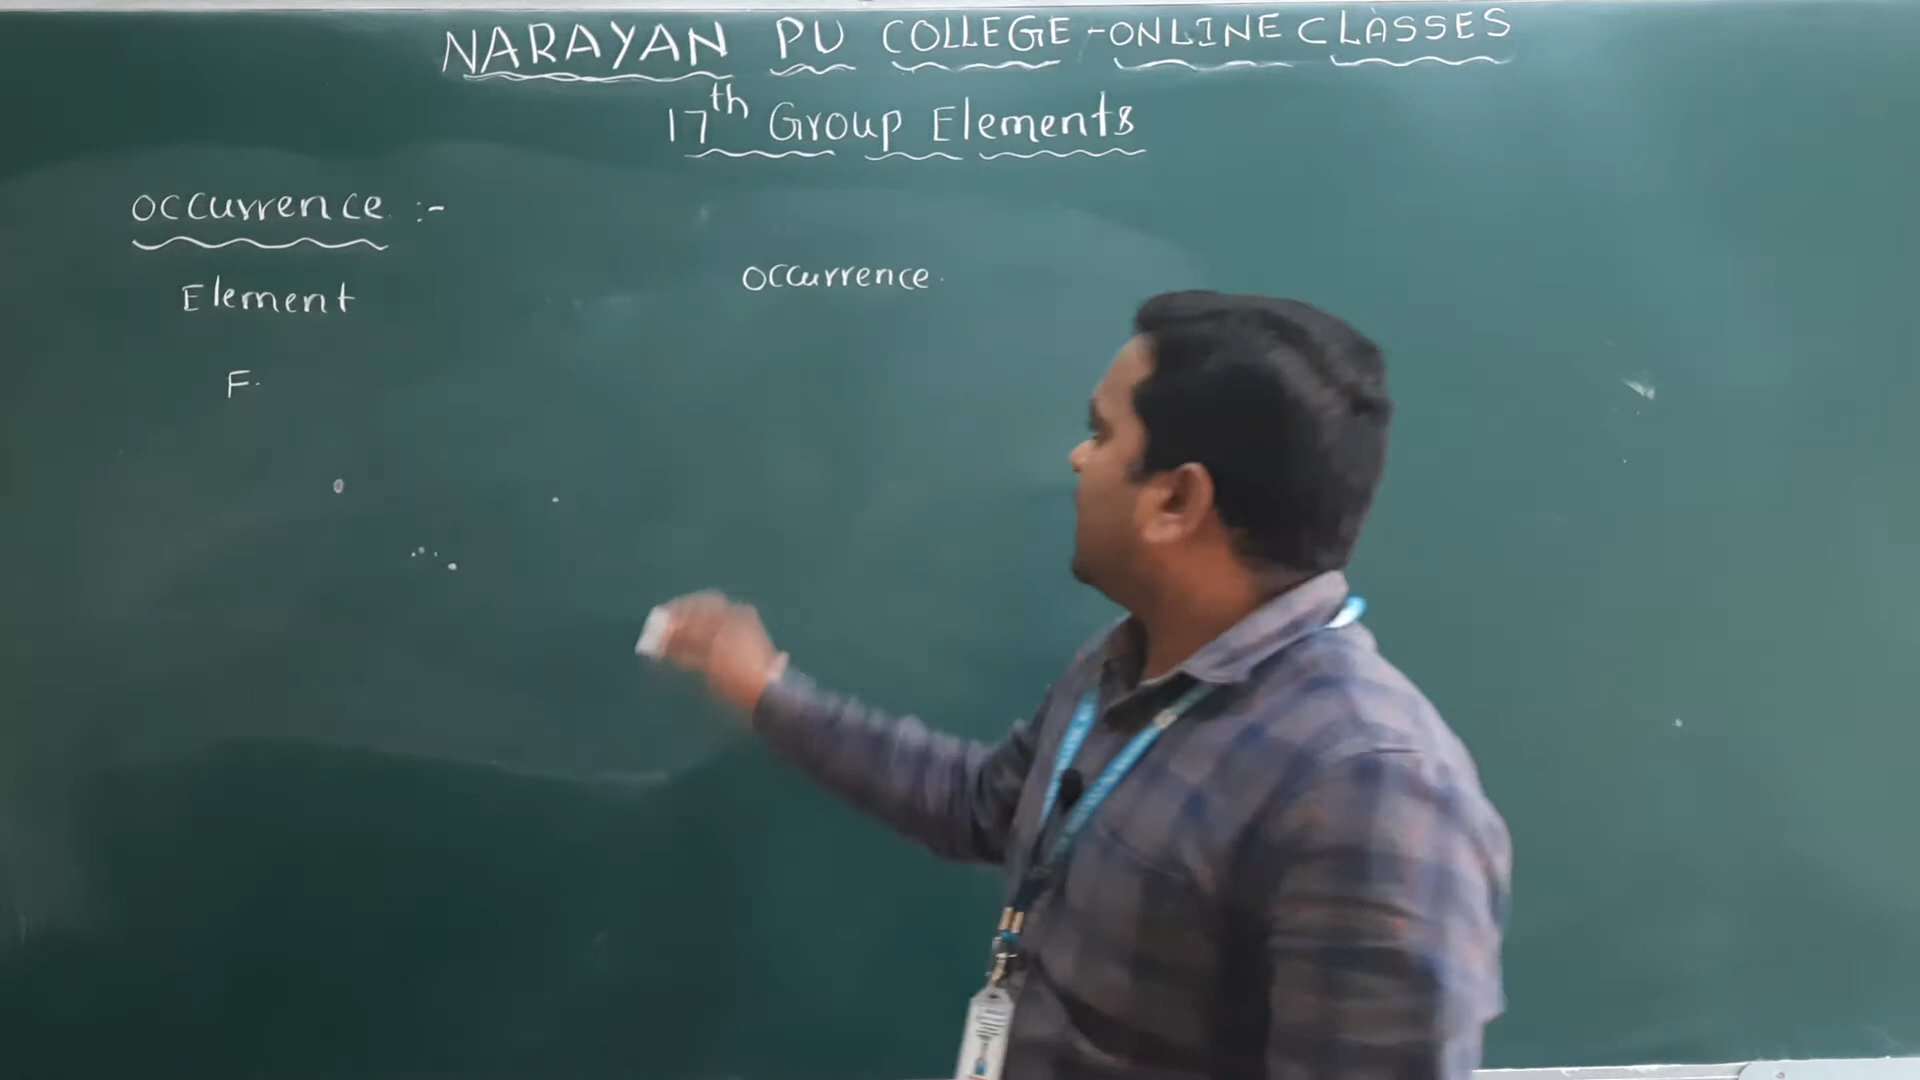 NARAYAN PU COLLEGE - ONLINE CLASSES
17th Group Elements
Occurrence :-
Element
Occurrence.
F.